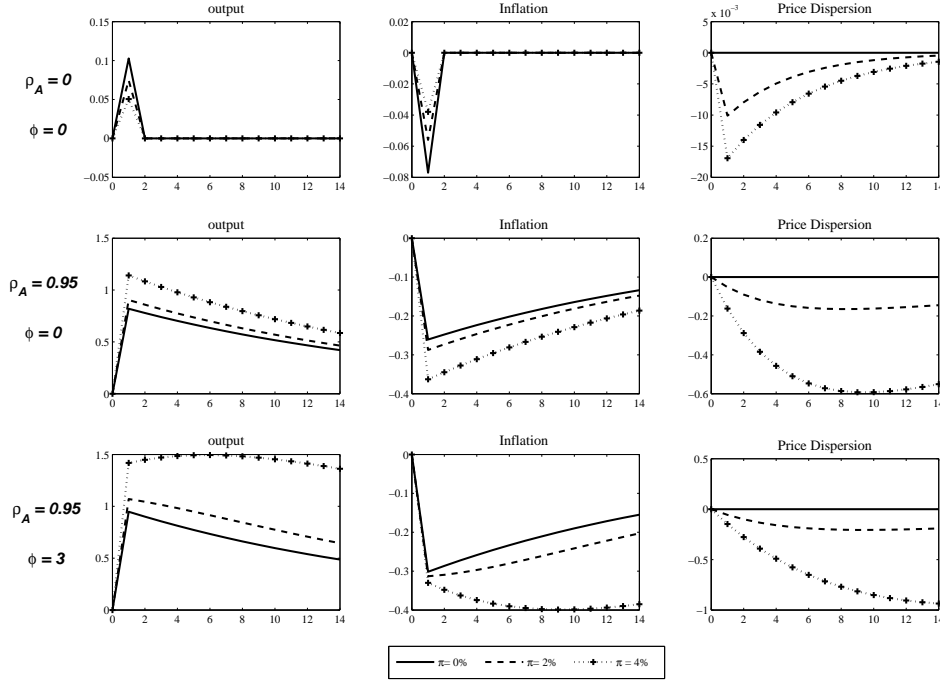 output Inflation Price Dispersion
x 10⁻³
0.15
0.1
0.05
0
−0.05
0 2 4 6 8 10 12 14
0.02
0
−0.02
−0.04
−0.06
−0.08
0 2 4 6 8 10 12 14
5
0
−5
−10
−15
−20
0 2 4 6 8 10 12 14
ρA = 0
ϕ = 0
output Inflation Price Dispersion
1.5
1
0.5
0
0 2 4 6 8 10 12 14
0
−0.1
−0.2
−0.3
−0.4
0 2 4 6 8 10 12 14
0.2
0
−0.2
−0.4
−0.6
0 2 4 6 8 10 12 14
ρA = 0.95
ϕ = 0
output Inflation Price Dispersion
1.5
1
0.5
0
0 2 4 6 8 10 12 14
0
−0.1
−0.2
−0.3
−0.4
0 2 4 6 8 10 12 14
0.5
0
−0.5
−1
0 2 4 6 8 10 12 14
ρA = 0.95
ϕ = 3
π= 0% π= 2% π = 4%